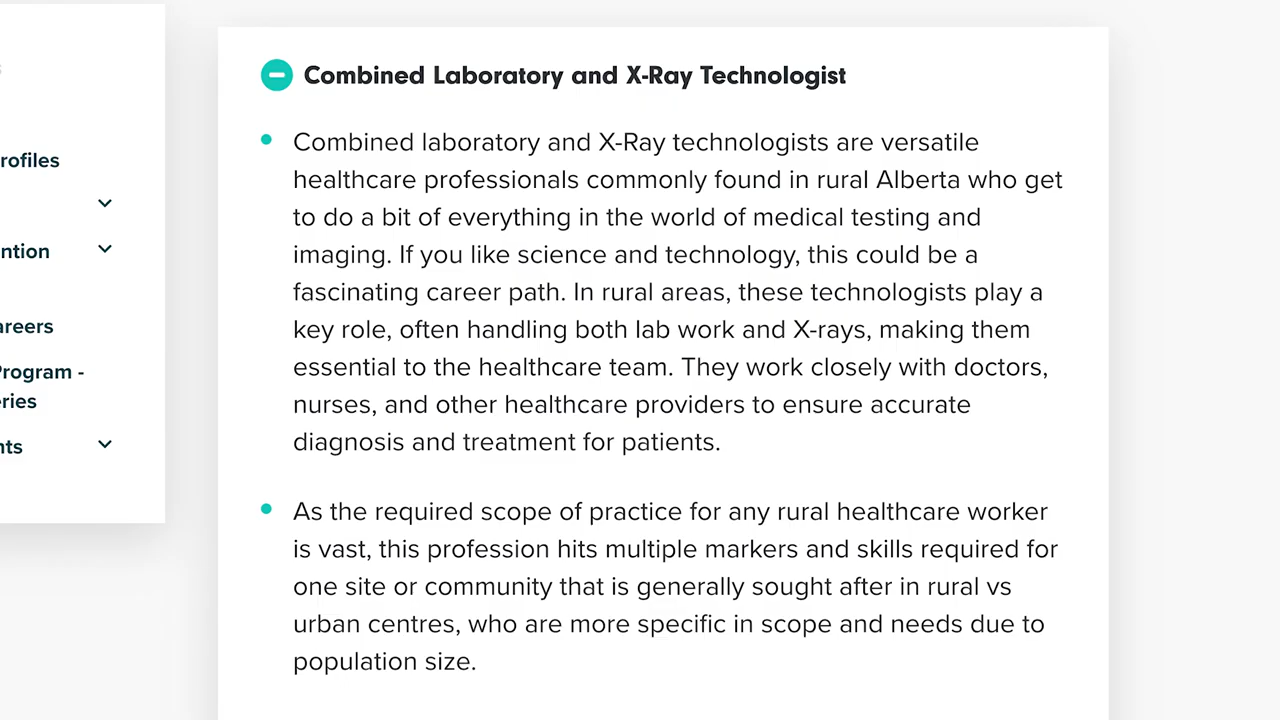 Combined Laboratory and X-Ray Technologist
rofiles
ntion
areers
Program -
eries
nts
Combined laboratory and X-Ray technologists are versatile
healthcare professionals commonly found in rural Alberta who get
to do a bit of everything in the world of medical testing and
imaging. If you like science and technology, this could be a
fascinating career path. In rural areas, these technologists play a
key role, often handling both lab work and X-rays, making them
essential to the healthcare team. They work closely with doctors,
nurses, and other healthcare providers to ensure accurate
diagnosis and treatment for patients.
As the required scope of practice for any rural healthcare worker
is vast, this profession hits multiple markers and skills required for
one site or community that is generally sought after in rural vs
urban centres, who are more specific in scope and needs due to
population size.